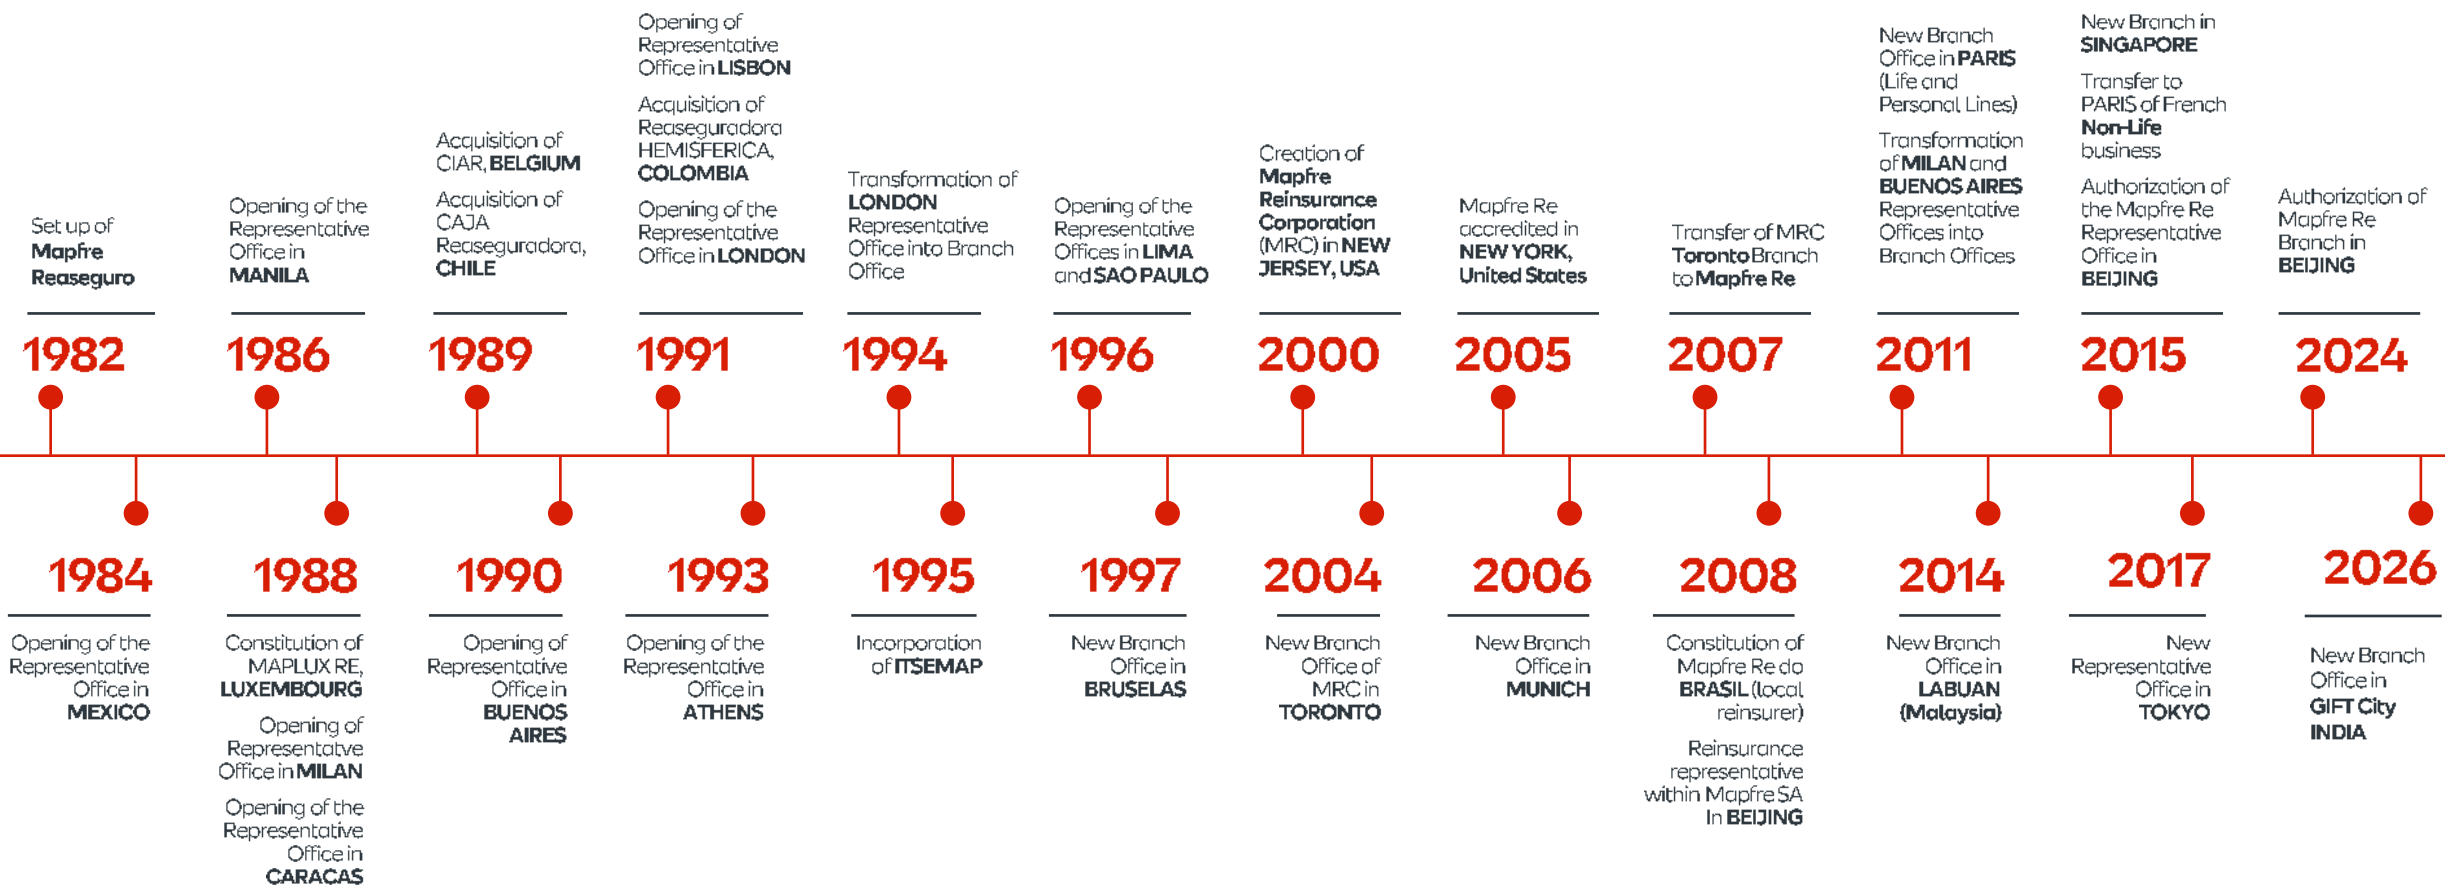 Set up of
Mapfre
Reaseguro
1982
Opening of the
Representative
Office in
MANILA
1986
Acquisition of
CIAR, BELGIUM
Acquisition of
CAJA
Reaseguradora,
CHILE
1989
Opening of
Representative
Office in LISBON
Acquisition of
Reaseguradora
HEMISFERICA,
COLOMBIA
Opening of the
Representative
Office in LONDON
1991
Transformation of
LONDON
Representative
Office into Branch
Office
1994
Opening of the
Representative
Offices in LIMA
and SAO PAULO
1996
Creation of
Mapfre
Reinsurance
Corporation
(MRC) in NEW
JERSEY, USA
2000
Mapfre Re
accredited in
NEW YORK,
United States
2005
Transfer of MRC
Toronto Branch
to Mapfre Re
2007
New Branch
Office in PARIS
(Life and
Personal Lines)
Transformation
of MILAN and
BUENOS AIRES
Representative
Offices into
Branch Offices
2011
New Branch in
SINGAPORE
Transfer to
PARIS of French
Non-Life
business
Authorization of
the Mapfre Re
Representative
Office in
BEIJING
2015
Authorization of
Mapfre Re
Branch in
BEIJING
2024
1984
Opening of the
Representative
Office in
MEXICO
1988
Constitution of
MAPLUX RE,
LUXEMBOURG
Opening of
Representatve
Office in MILAN
Opening of the
Representative
Office in
CARACAS
1990
Opening of
Representative
Office in
BUENOS
AIRES
1993
Opening of the
Representative
Office in
ATHENS
1995
Incorporation
of ITSEMAP
1997
New Branch
Office in
BRUSELAS
2004
New Branch
Office of
MRC in
TORONTO
2006
New Branch
Office in
MUNICH
2008
Constitution of
Mapfre Re do
BRASIL (local
reinsurer)
Reinsurance
representative
within Mapfre SA
In BEIJING
2014
New Branch
Office in
LABUAN
(Malaysia)
2017
New
Representative
Office in
TOKYO
2026
New Branch
Office in
GIFT City
INDIA